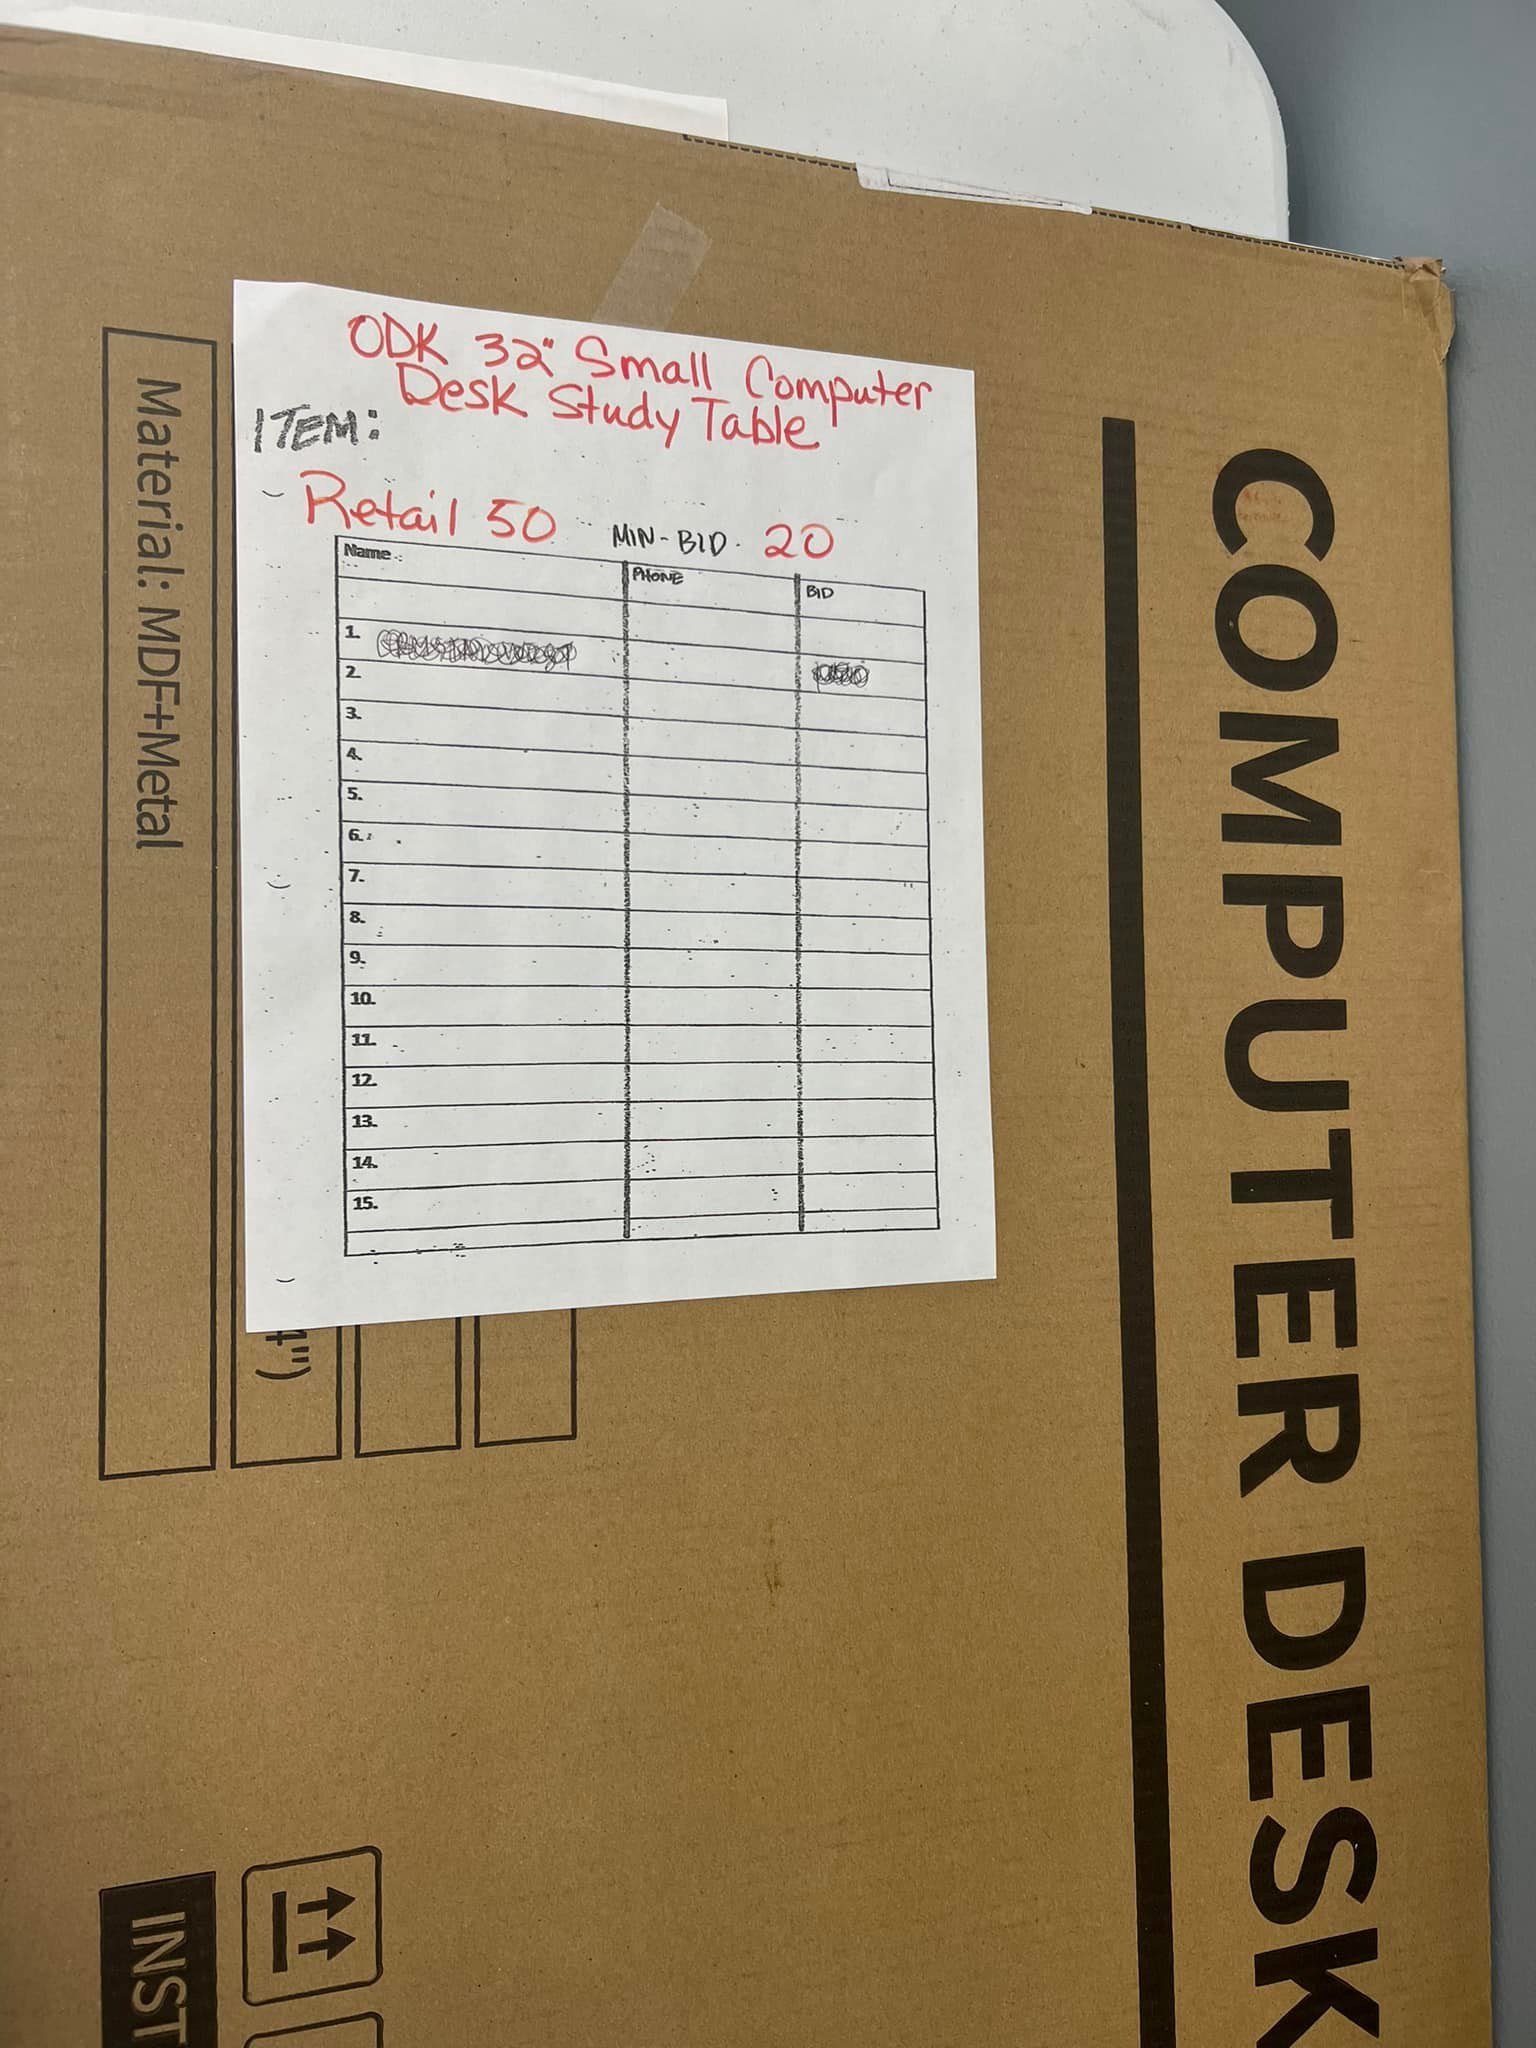 ODK 32" Small Computer
Desk Study Table
ITEM:
Retail 50 MIN-BID. 20
Name
PHONE
BID
1.
2.
3.
4.
5.
6.
7.
8.
9.
10.
11.
12.
13.
14.
15.
COMPUTER DESK
Material: MDF+Metal
4")
INST